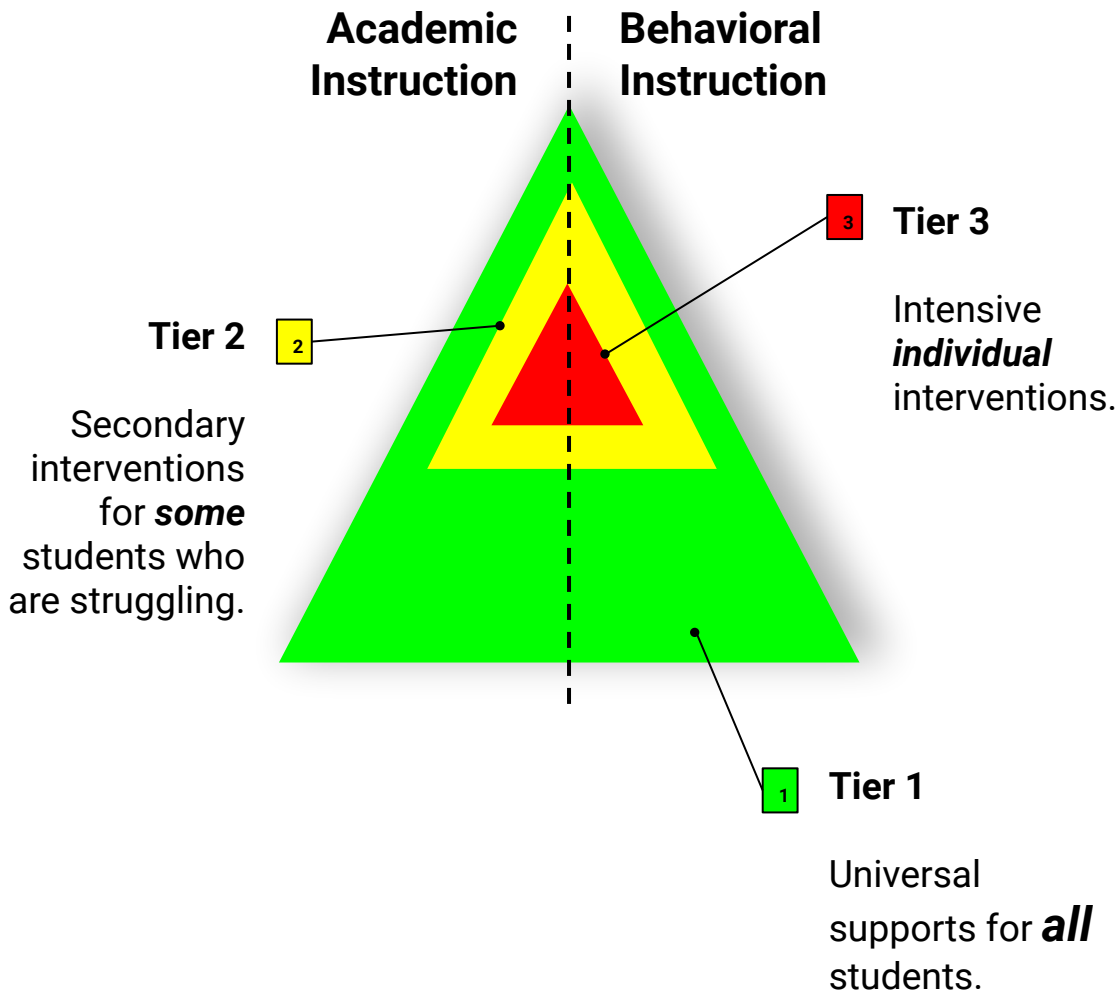 Academic
Instruction
Behavioral
Instruction
3
Tier 3
Intensive
individual
interventions.
Tier 2
2
Secondary
interventions
for some
students who
are struggling.
1
Tier 1
Universal
supports for all
students.